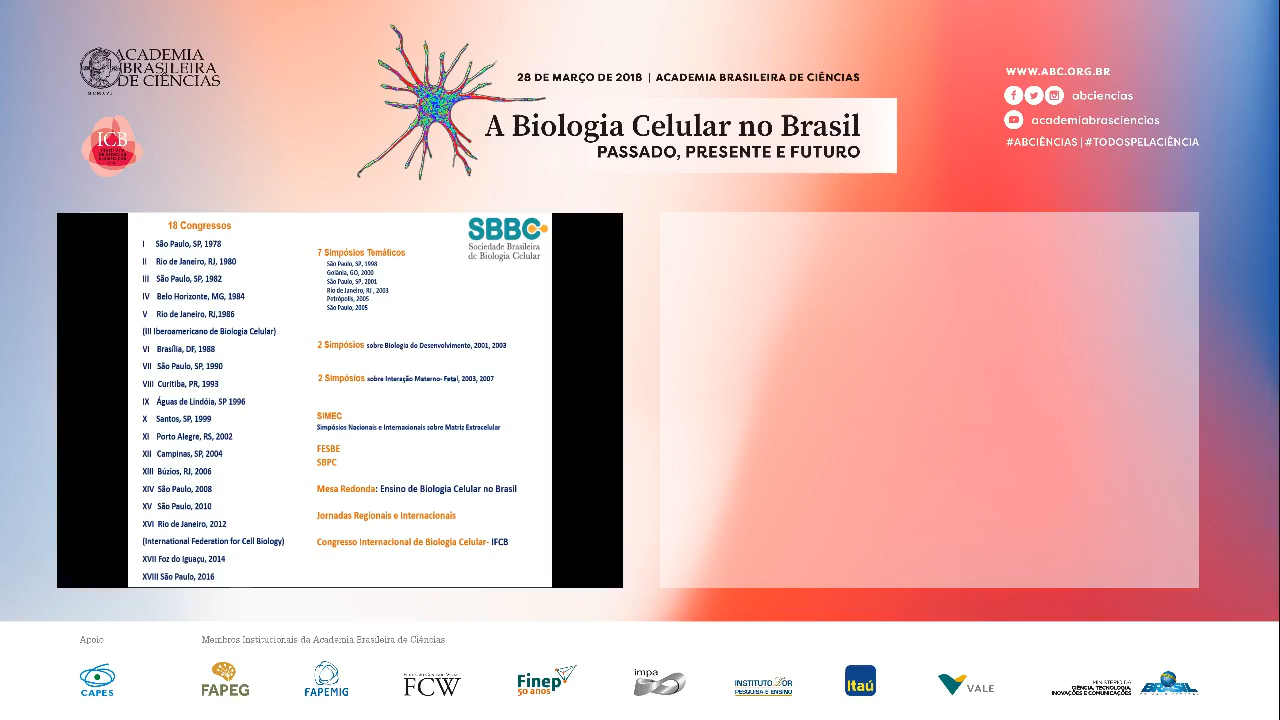 ACADEMIA
BRASILEIRA
DE CIÊNCIAS
MCMXVI
ICB
28 DE MARÇO DE 2018 | ACADEMIA BRASILEIRA DE CIÊNCIAS
A Biologia Celular no Brasil
PASSADO, PRESENTE E FUTURO
WWW.ABC.ORG.BR
abciencias
academiabrasciencias
#ABCIÊNCIAS | #TODOSPELACIÊNCIA
18 Congressos
I São Paulo, SP, 1978
II Rio de Janeiro, RJ, 1980
III São Paulo, SP, 1982
IV Belo Horizonte, MG, 1984
V Rio de Janeiro, RJ,1986
(III Iberoamericano de Biologia Celular)
VI Brasília, DF, 1988
VII São Paulo, SP, 1990
VIII Curitiba, PR, 1993
IX Águas de Lindóia, SP 1996
X Santos, SP, 1999
XI Porto Alegre, RS, 2002
XII Campinas, SP, 2004
XIII Búzios, RJ, 2006
XIV São Paulo, 2008
XV São Paulo, 2010
XVI Rio de Janeiro, 2012
(International Federation for Cell Biology)
XVII Foz do Iguaçu, 2014
XVIII São Paulo, 2016
SBBC
Sociedade Brasileira
de Biologia Celular
7 Simpósios Temáticos
São Paulo, SP, 1998
Goiânia, GO, 2000
São Paulo, SP, 2001
Rio de Janeiro, RJ , 2003
Petrópolis, 2005
São Paulo, 2005
2 Simpósios sobre Biologia do Desenvolvimento, 2001, 2003
2 Simpósios sobre Interação Materno- Fetal, 2003, 2007
SIMEC
Simpósios Nacionais e Internacionais sobre Matriz Extracelular
FESBE
SBPC
Mesa Redonda: Ensino de Biologia Celular no Brasil
Jornadas Regionais e Internacionais
Congresso Internacional de Biologia Celular- IFCB
Apoio
Membros Institucionais da Academia Brasileira de Ciências
CAPES
FAPEG
FAPEMIG
FCW
Finep
50 anos
impa
INSTITUTO D'OR
PESQUISA E ENSINO
Itaú
VALE
MINISTÉRIO DA
CIÊNCIA, TECNOLOGIA,
INOVAÇÕES E COMUNICAÇÕES
BRASIL